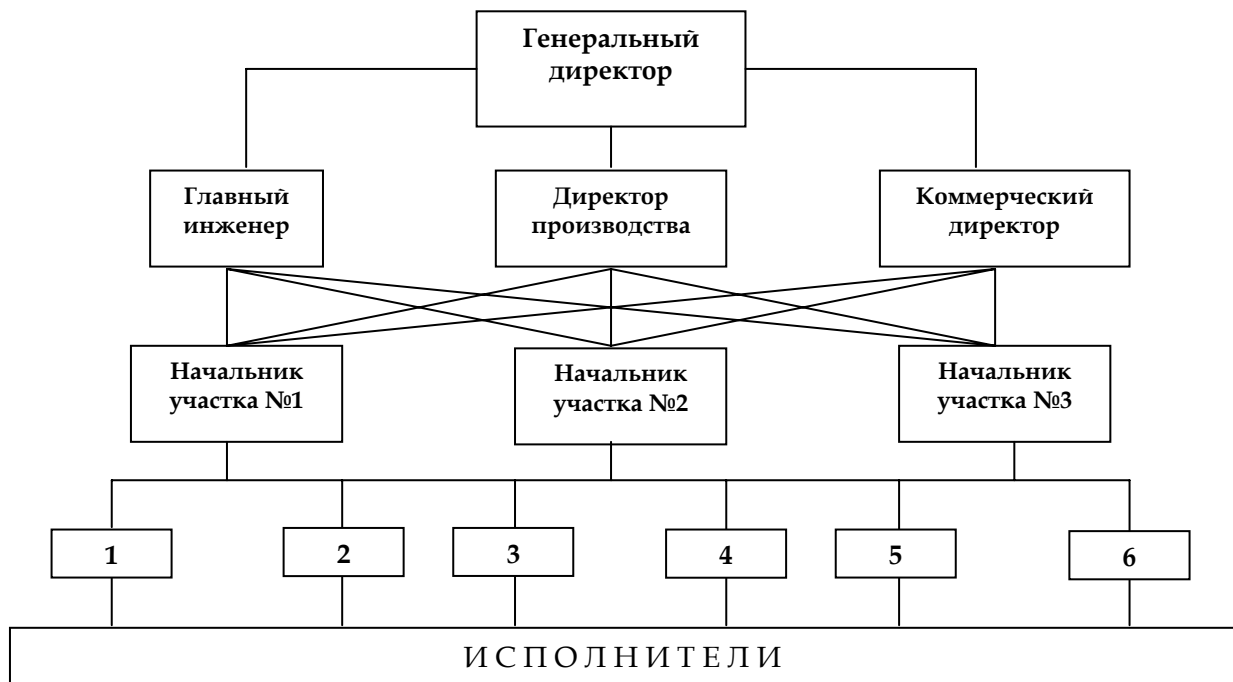 Генеральный
директор
Главный
инженер
Директор
производства
Коммерческий
директор
Начальник
участка №1
Начальник
участка №2
Начальник
участка №3
1
2
3
4
5
6
ИСПОЛНИТЕЛИ